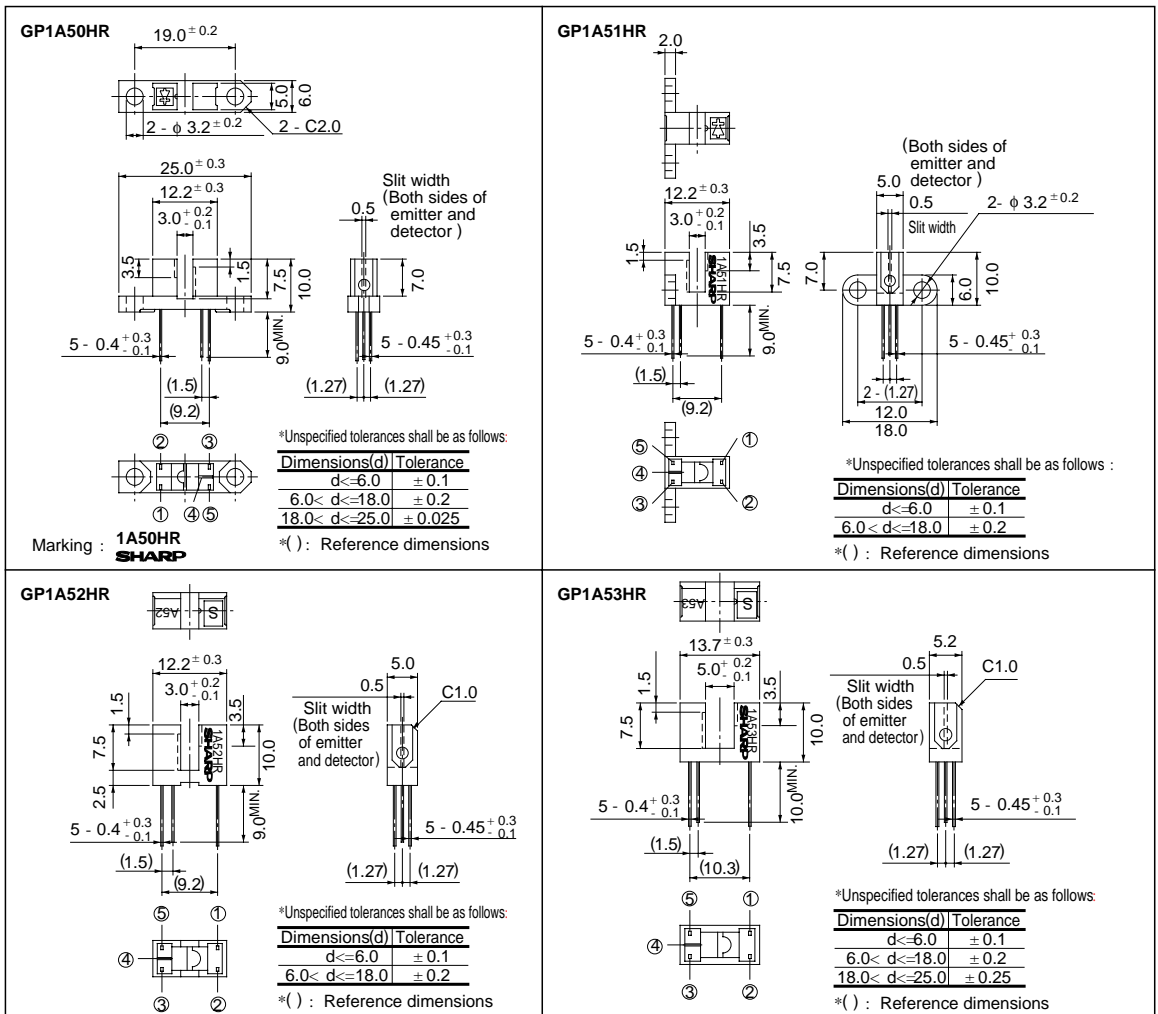 GP1A50HR
19.0 ± 0.2
5.0
6.0
2 - φ 3.2 ± 0.2
2 - C2.0
25.0 ± 0.3
12.2 ± 0.3
3.0 + 0.2 - 0.1
Slit width
(Both sides of
emitter and
detector )
0.5
3.5
1.5
7.5
10.0
7.0
5 - 0.4 + 0.3 - 0.1
9.0 MIN.
5 - 0.45 + 0.3 - 0.1
(1.5)
(9.2)
(1.27)
(1.27)
② ③
① ④ ⑤
*Unspecified tolerances shall be as follows:
Dimensions(d) Tolerance
d<=6.0 ± 0.1
6.0< d<=18.0 ± 0.2
18.0< d<=25.0 ± 0.025
*( ) : Reference dimensions
Marking : 1A50HR
SHARP
GP1A51HR
2.0
(Both sides of
emitter and
detector )
12.2 ± 0.3
3.0 + 0.2 - 0.1
5.0
0.5
Slit width
2- φ 3.2 ± 0.2
1.5
3.5
7.5
1A51HR
SHARP
7.0
6.0
10.0
5 - 0.4 + 0.3 - 0.1
9.0 MIN.
5 - 0.45 + 0.3 - 0.1
(1.5)
(9.2)
2 - (1.27)
12.0
18.0
⑤ ①
④
③ ②
*Unspecified tolerances shall be as follows :
Dimensions(d) Tolerance
d<=6.0 ± 0.1
6.0< d<=18.0 ± 0.2
*( ) : Reference dimensions
GP1A52HR
A52 S
12.2 ± 0.3
3.0 + 0.2 - 0.1
5.0
0.5
C1.0
Slit width
(Both sides
of emitter
and detector)
1.5
7.5
2.5
3.5
10.0
1A52HR
SHARP
5 - 0.4 + 0.3 - 0.1
9.0 MIN.
5 - 0.45 + 0.3 - 0.1
(1.5)
(9.2)
(1.27)
(1.27)
⑤ ①
④
③ ②
*Unspecified tolerances shall be as follows:
Dimensions(d) Tolerance
d<=6.0 ± 0.1
6.0< d<=18.0 ± 0.2
*( ) : Reference dimensions
GP1A53HR
A53 S
13.7 ± 0.3
5.0 + 0.2 - 0.1
5.2
0.5
C1.0
Slit width
(Both sides
of emitter
and detector)
1.5
7.5
3.5
10.0
1A53HR
SHARP
10.0 MIN.
5 - 0.4 + 0.3 - 0.1
5 - 0.45 + 0.3 - 0.1
(1.5)
(10.3)
(1.27)
(1.27)
⑤ ①
④
③ ②
*Unspecified tolerances shall be as follows:
Dimensions(d) Tolerance
d<=6.0 ± 0.1
6.0< d<=18.0 ± 0.2
18.0< d<=25.0 ± 0.25
*( ) : Reference dimensions